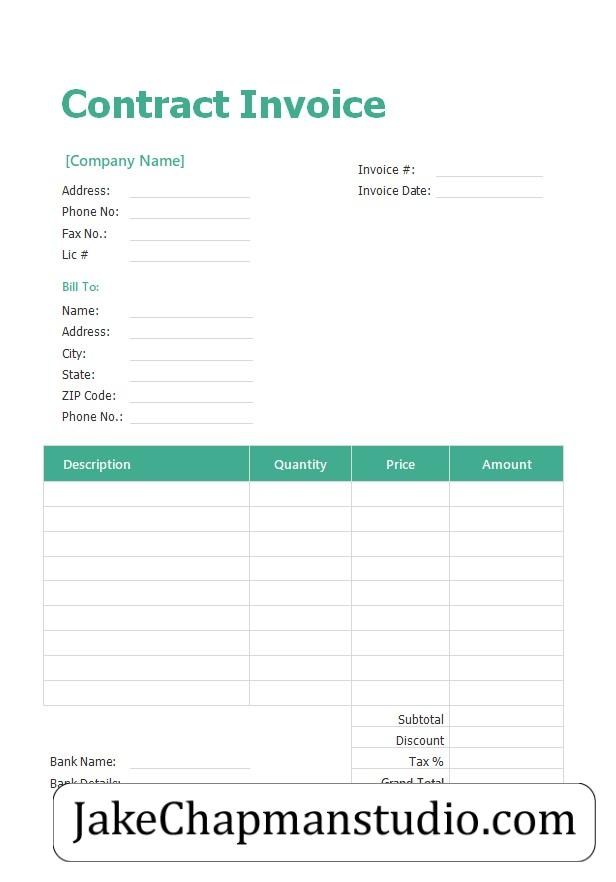 Contract Invoice
[Company Name]
Invoice #:
Address:
Invoice Date:
Phone No:
Fax No.:
Lic #
Bill To:
Name:
Address:
City:
State:
ZIP Code:
Phone No.:
Description Quantity Price Amount
Subtotal
Discount
Bank Name: Tax %
Bank Details: Grand Total
JakeChapmanstudio.com